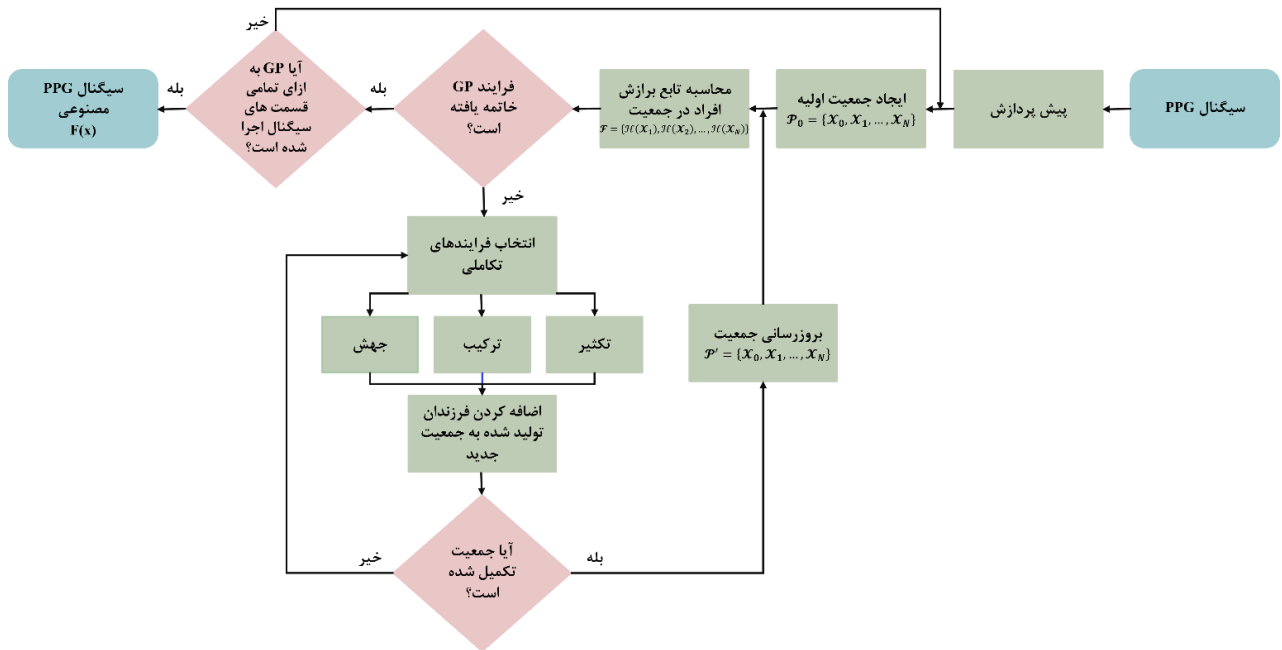 سیگنال PPG
پیش پردازش
ایجاد جمعیت اولیه
𝒫₀ = {𝒳₀, 𝒳₁, …, 𝒳_N}
محاسبه تابع برازش
افراد در جمعیت
ℱ = {ℋ(𝒳₁), ℋ(𝒳₂), …, ℋ(𝒳_N)}
فرایند GP
خاتمه یافته
است؟
بله
خیر
آیا GP به
ازای تمامی
قسمت های
سیگنال اجرا
شده است؟
خیر
بله
سیگنال PPG
مصنوعی
F(x)
انتخاب فرایندهای
تکاملی
تکثیر
ترکیب
جهش
بروزرسانی جمعیت
𝒫′ = {𝒳₀, 𝒳₁, …, 𝒳_N}
اضافه کردن فرزندان
تولید شده به جمعیت
جدید
آیا جمعیت
تکمیل شده
است؟
بله
خیر